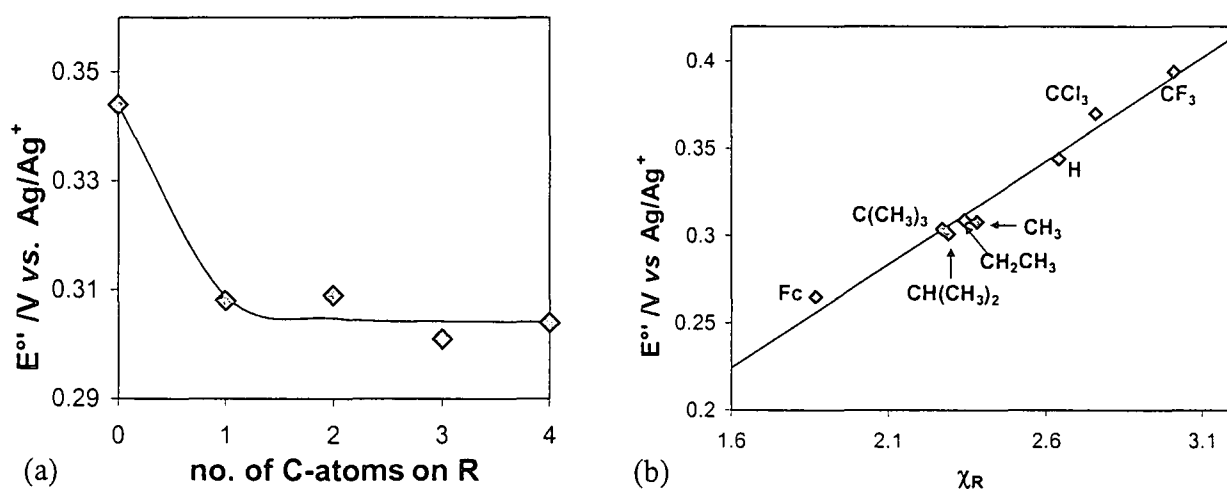 0.35
0.33
0.31
0.29
E°' /V vs. Ag/Ag⁺
0 1 2 3 4
(a) no. of C-atoms on R
0.4
0.35
0.3
0.25
0.2
E°' /V vs Ag/Ag⁺
CCl₃
CF₃
H
C(CH₃)₃
CH₃
CH₂CH₃
Fc
CH(CH₃)₂
1.6 2.1 2.6 3.1
(b) χR